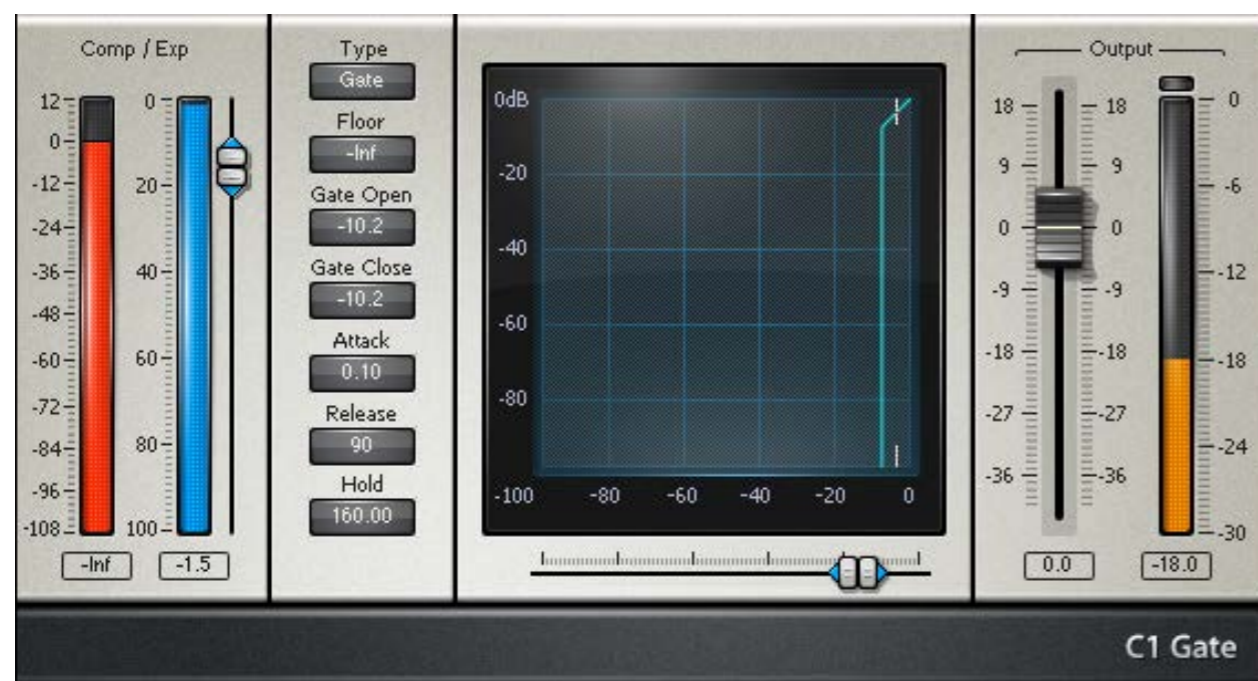 Comp / Exp
12
0
-12
-24
-36
-48
-60
-72
-84
-96
-108
0
20
40
60
80
100
-Inf
-1.5
Type
Gate
Floor
-Inf
Gate Open
-10.2
Gate Close
-10.2
Attack
0.10
Release
90
Hold
160.00
0dB
-20
-40
-60
-80
-100 -80 -60 -40 -20 0
Output
18 18
9 9
0 0
-9 -9
-18 -18
-27 -27
-36 -36
0.0
0
-6
-12
-18
-24
-30
-18.0
C1 Gate